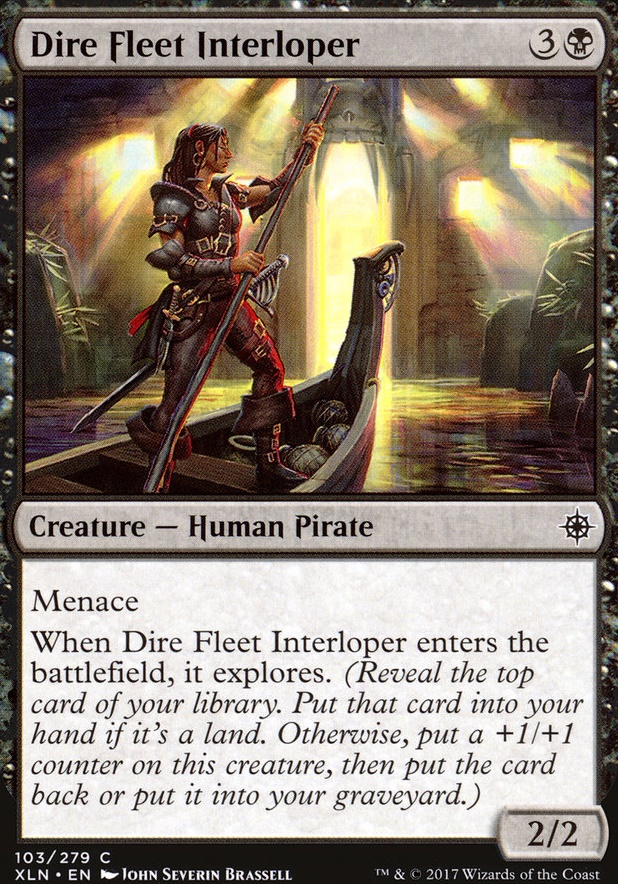 Dire Fleet Interloper
3
Creature — Human Pirate
Menace
When Dire Fleet Interloper enters the
battlefield, it explores. (Reveal the top
card of your library. Put that card into your
hand if it's a land. Otherwise, put a +1/+1
counter on this creature, then put the card
back or put it into your graveyard.)
2/2
103/279 C
XLN • EN John Severin Brassell
™ & © 2017 Wizards of the Coast